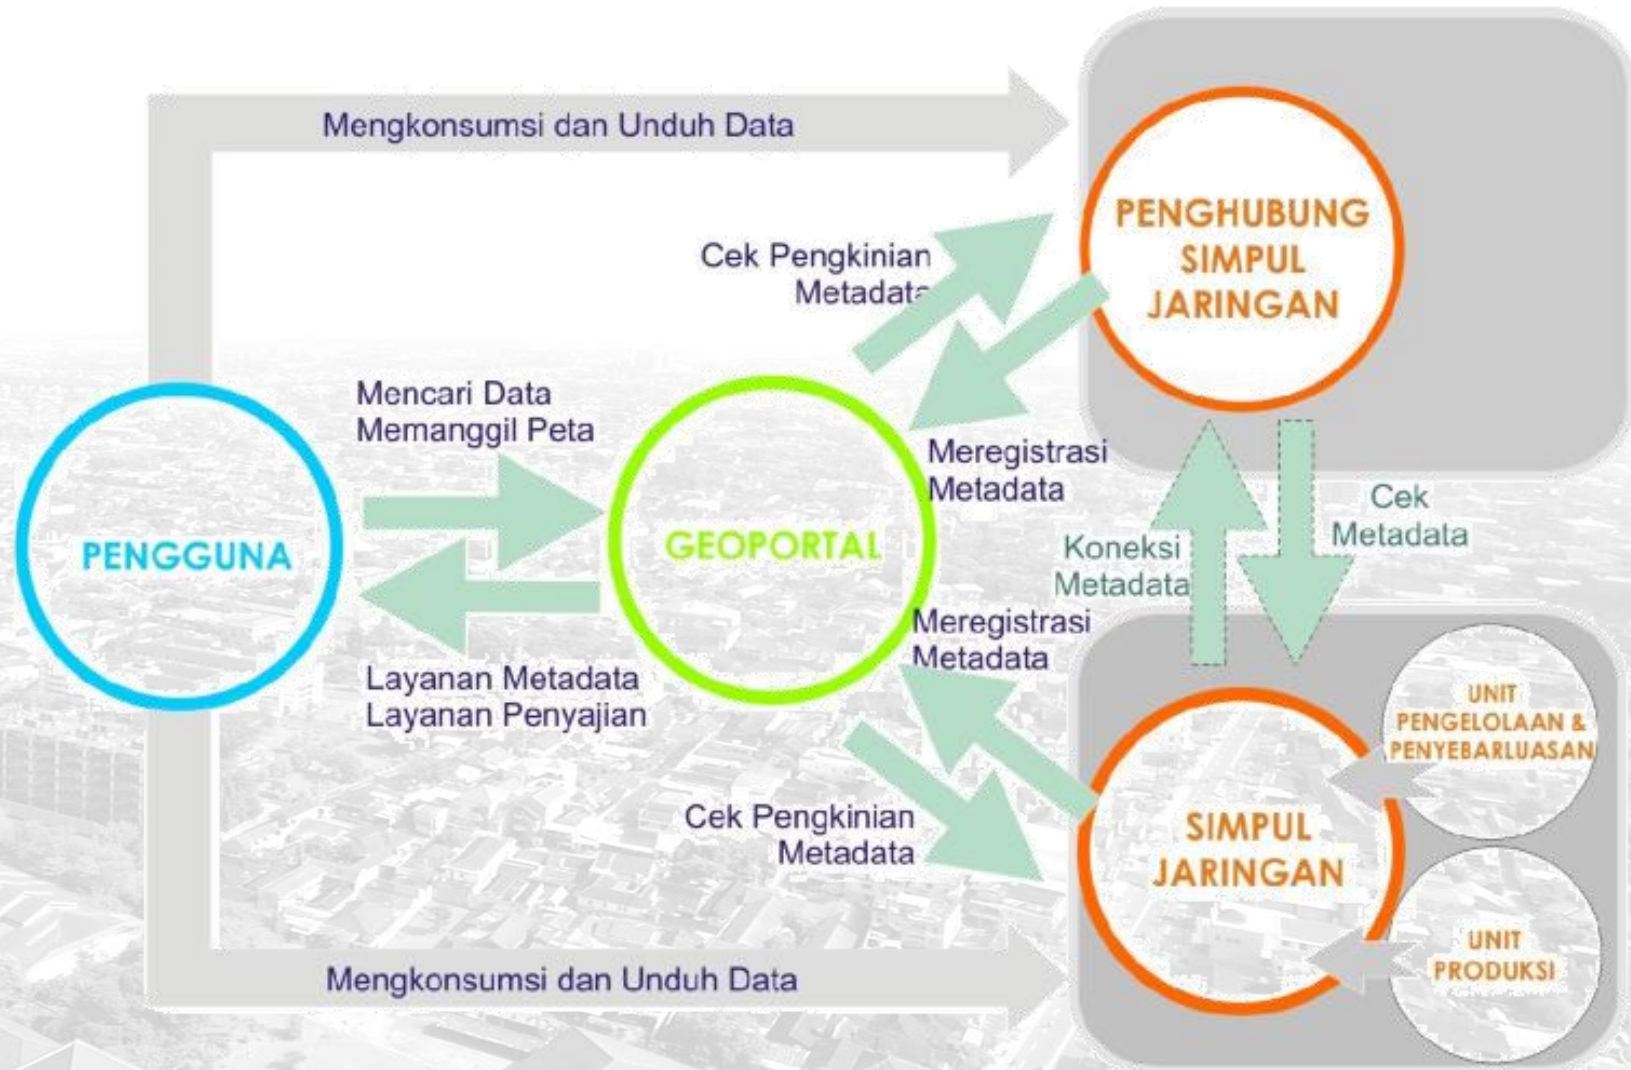 Mengkonsumsi dan Unduh Data
PENGHUBUNG
SIMPUL
JARINGAN
Cek Pengkinian
Metadata
Mencari Data
Memanggil Peta
Meregistrasi
Metadata
Cek
Metadata
Koneksi
Metadata
PENGGUNA
GEOPORTAL
Meregistrasi
Metadata
Layanan Metadata
Layanan Penyajian
UNIT
PENGELOLAAN &
PENYEBARLUASAN
Cek Pengkinian
Metadata
SIMPUL
JARINGAN
UNIT
PRODUKSI
Mengkonsumsi dan Unduh Data